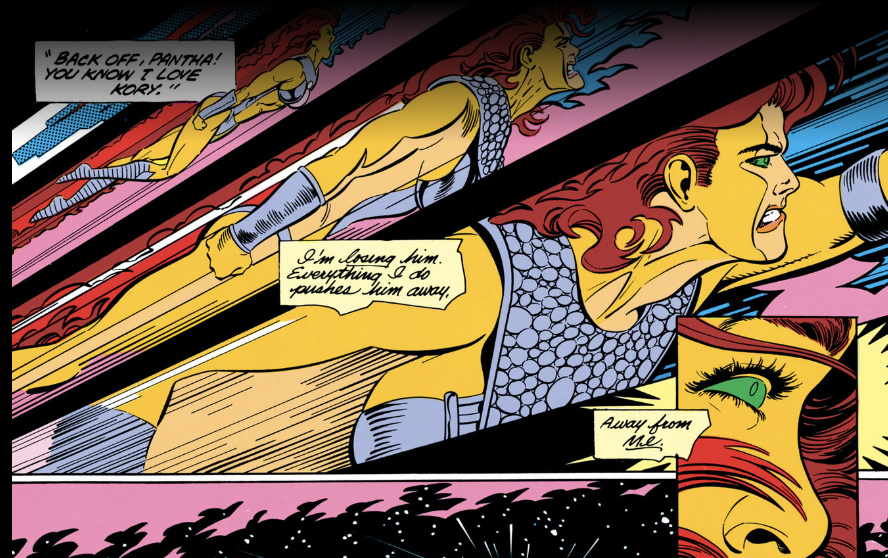 "BACK OFF, PANTHA!
YOU KNOW I LOVE
KORY."
I'm losing him.
Everything I do
pushes him away.
Away from
me.